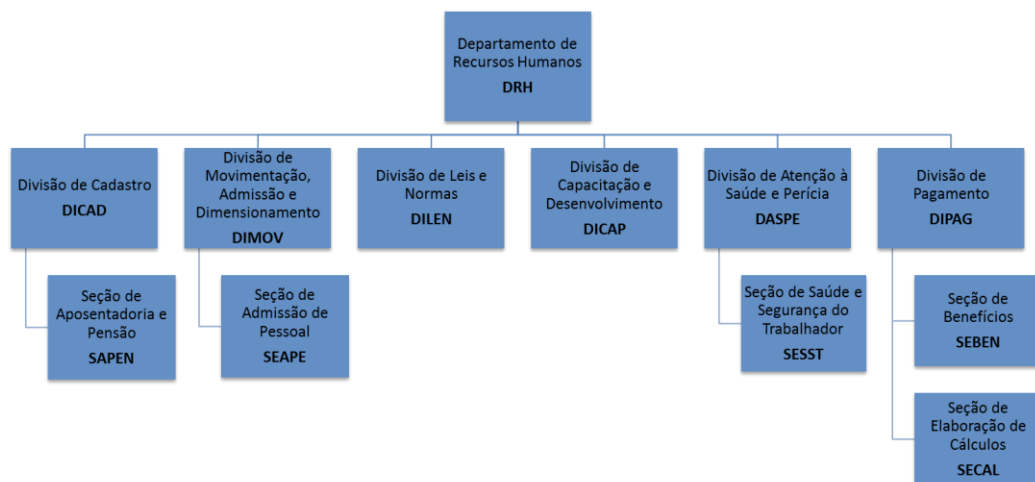 Departamento de
Recursos Humanos
DRH
Divisão de Cadastro
DICAD
Divisão de
Movimentação,
Admissão e
Dimensionamento
DIMOV
Divisão de Leis e
Normas
DILEN
Divisão de
Capacitação e
Desenvolvimento
DICAP
Divisão de Atenção à
Saúde e Perícia
DASPE
Divisão de
Pagamento
DIPAG
Seção de
Aposentadoria e
Pensão
SAPEN
Seção de
Admissão de
Pessoal
SEAPE
Seção de Saúde e
Segurança do
Trabalhador
SESST
Seção de
Benefícios
SEBEN
Seção de
Elaboração de
Cálculos
SECAL